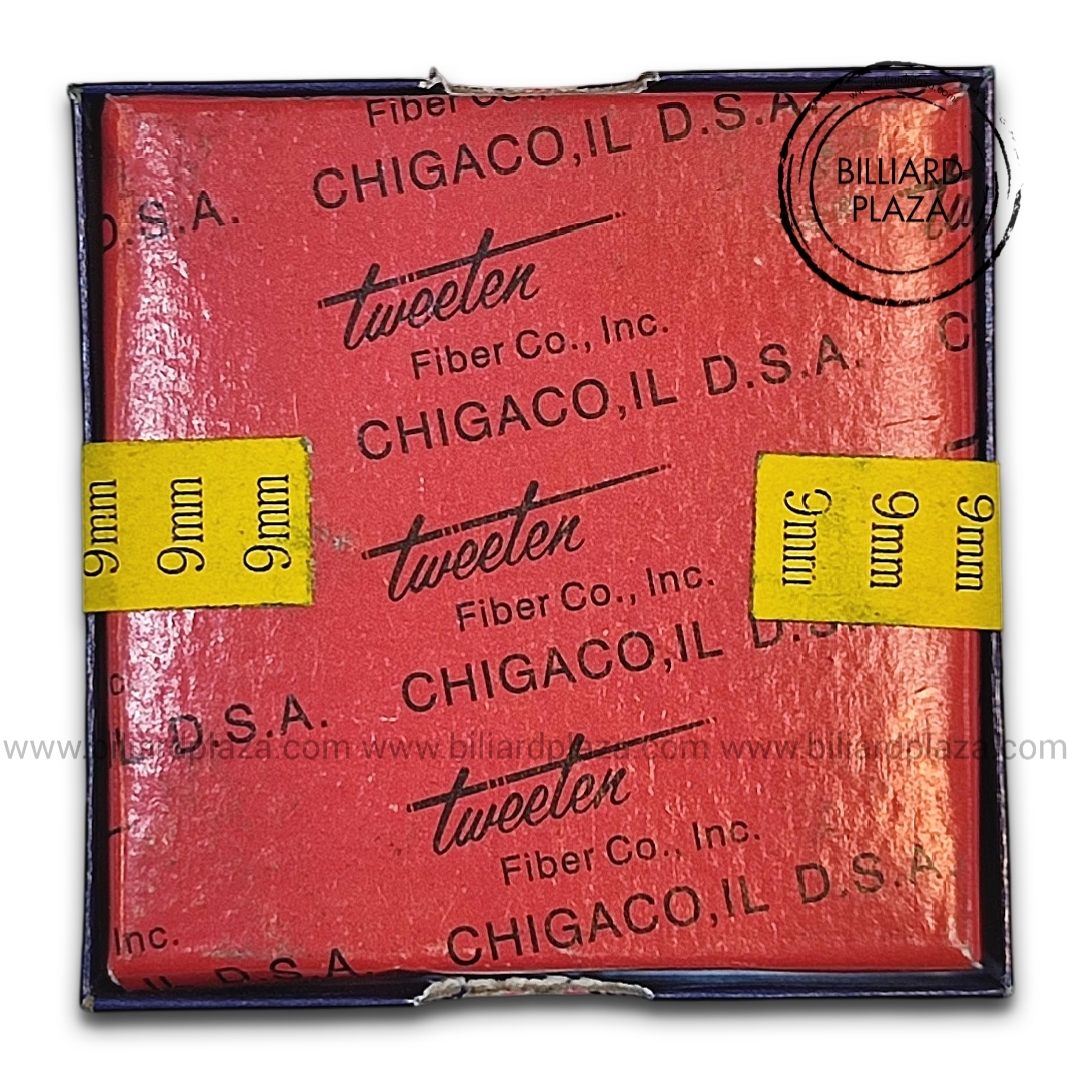 Fiber Co.,
CHIGACO,IL D.S.A.
D.S.A.
BILLIARD
PLAZA
tweeten
Fiber Co., Inc.
CHIGACO,IL D.S.A.
9mm 9mm 9mm
9mm 9mm 9mm
tweeten
Fiber Co., Inc.
CHIGACO,IL D.S.
D.S.A.
www.billiardplaza.com www.billiardplaza.com www.billiardplaza.com
tweeten
Fiber Co., Inc.
CHIGACO,IL D.S.A
Inc.
IL D.S.A.